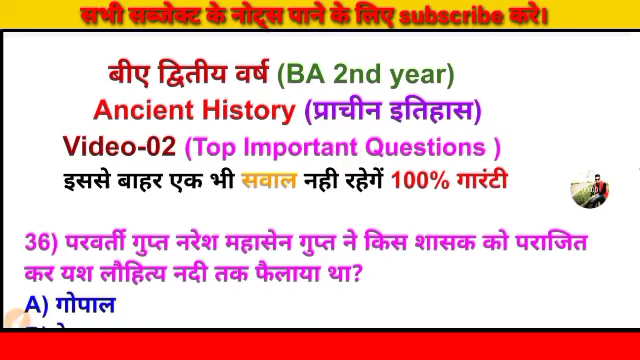 सभी सब्जेक्ट के नोट्स पाने के लिए subscribe करे।
बीए द्वितीय वर्ष (BA 2nd year)
Ancient History (प्राचीन इतिहास)
Video-02 (Top Important Questions )
इससे बाहर एक भी सवाल नही रहेगें 100% गारंटी
36) परवर्ती गुप्त नरेश महासेन गुप्त ने किस शासक को पराजित
कर यश लौहित्य नदी तक फैलाया था?
A) गोपाल